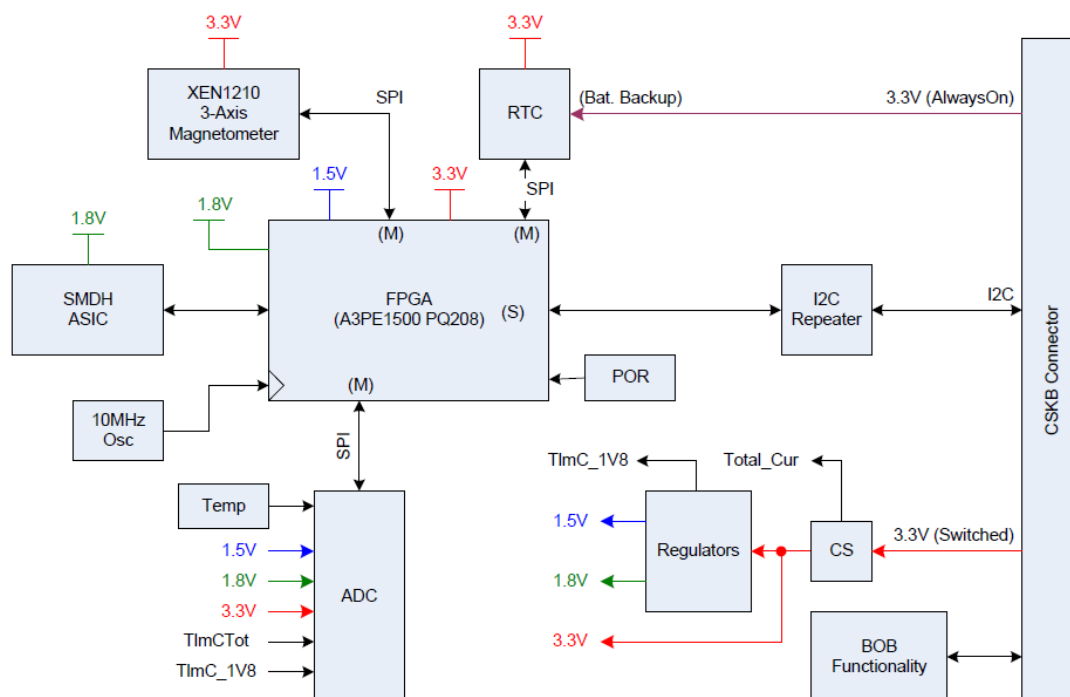 3.3V
3.3V
XEN1210
3-Axis
Magnetometer
SPI
RTC
(Bat. Backup)
3.3V (AlwaysOn)
1.5V
3.3V
SPI
1.8V
1.8V
(M)
(M)
SMDH
ASIC
FPGA
(A3PE1500 PQ208)
(S)
I2C
Repeater
I2C
CSKB Connector
(M)
POR
10MHz
Osc
SPI
TlmC_1V8
Total_Cur
Temp
1.5V
1.8V
3.3V
TlmCTot
TlmC_1V8
ADC
1.5V
1.8V
3.3V
Regulators
CS
3.3V (Switched)
BOB
Functionality